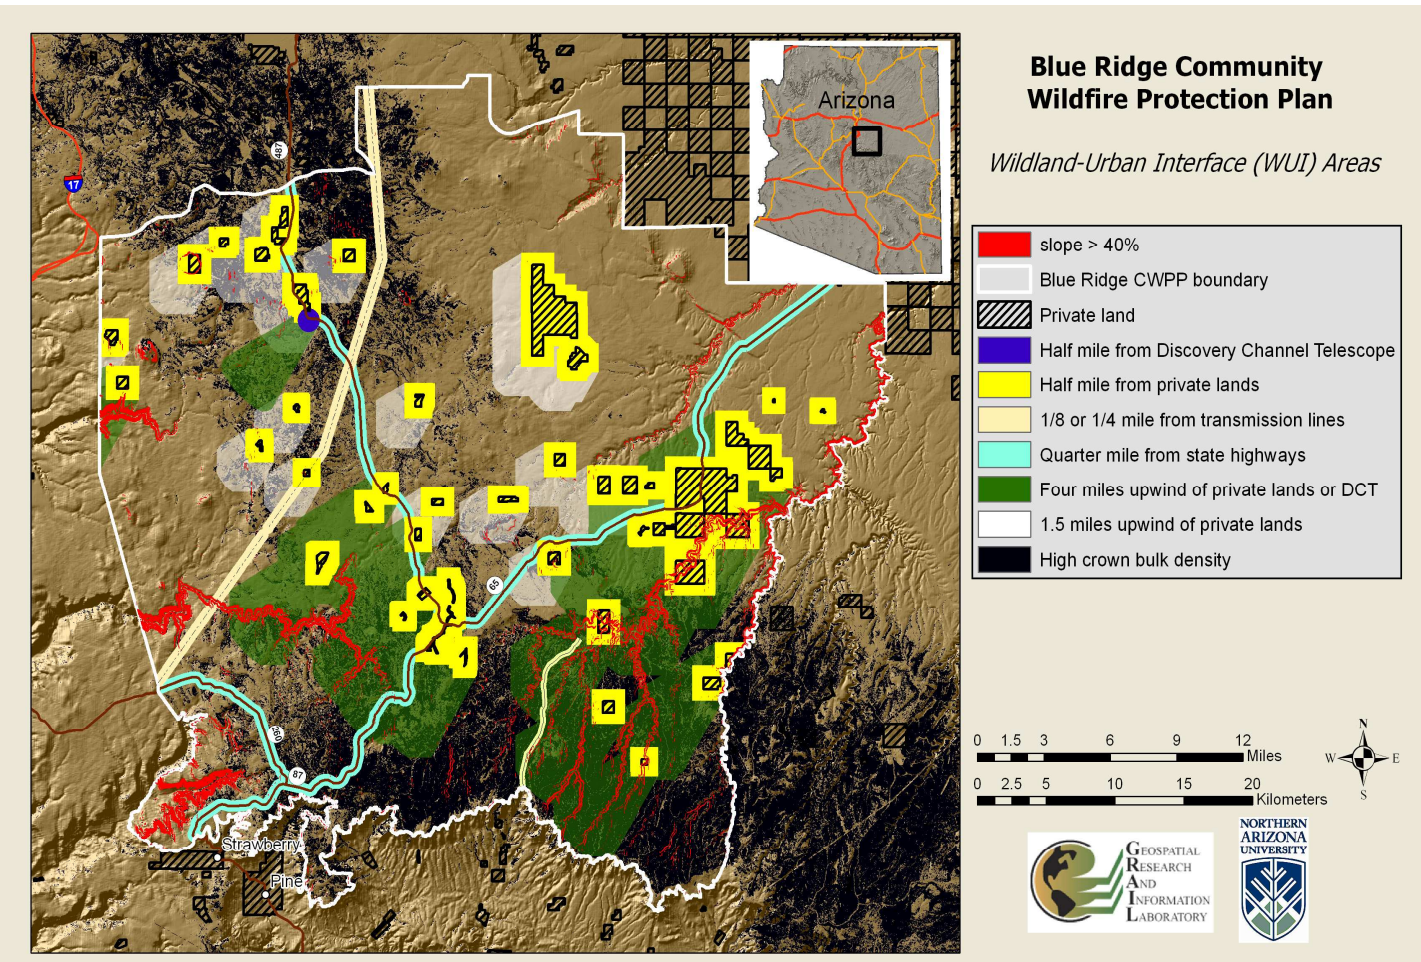 Blue Ridge Community
Wildfire Protection Plan
Wildland-Urban Interface (WUI) Areas
slope > 40%
Blue Ridge CWPP boundary
Private land
Half mile from Discovery Channel Telescope
Half mile from private lands
1/8 or 1/4 mile from transmission lines
Quarter mile from state highways
Four miles upwind of private lands or DCT
1.5 miles upwind of private lands
High crown bulk density
Arizona
17
487
65
260
87
Strawberry
Pine
0 1.5 3 6 9 12
Miles
0 2.5 5 10 15 20
Kilometers
N
W E
S
GEOSPATIAL
RESEARCH
AND
INFORMATION
LABORATORY
NORTHERN
ARIZONA
UNIVERSITY